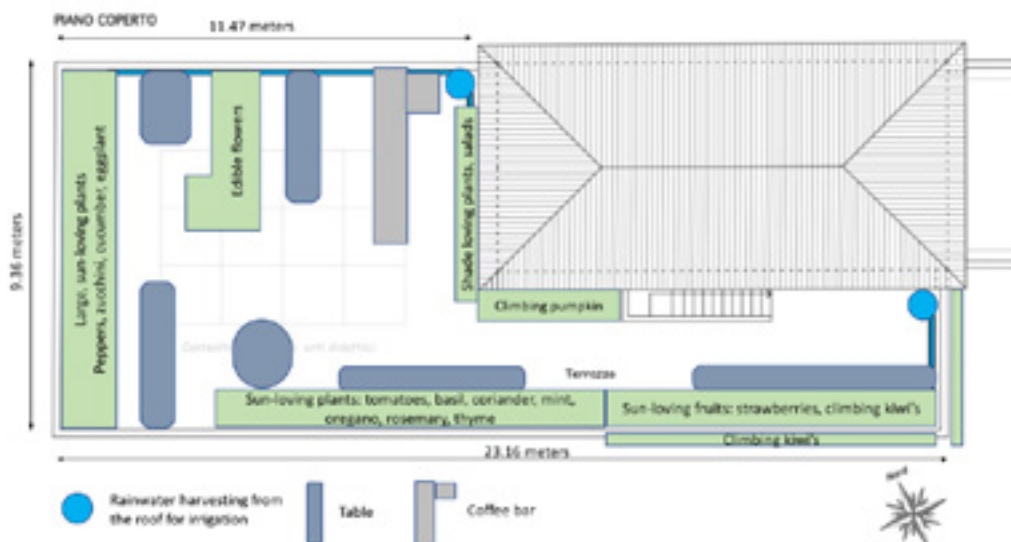 PIANO COPERTO
11.47 meters
9.36 meters
Large, sun-loving plants
Peppers, zucchini, cucumber, eggplant
Edible flowers
Shade loving plants, salads
Climbing pumpkin
Terrazza
Sun-loving plants: tomatoes, basil, coriander, mint,
oregano, rosemary, thyme
Sun-loving fruits: strawberries, climbing kiwi's
Climbing kiwi's
23.16 meters
Rainwater harvesting from
the roof for irrigation
Table
Coffee bar
Nord